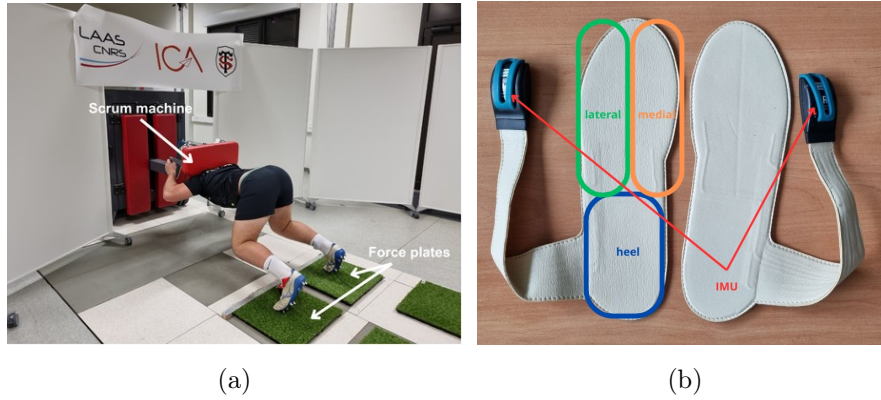 LAAS
CNRS
ICA
Scrum machine
Force plates
lateral
media
heel
IMU
(a)
(b)